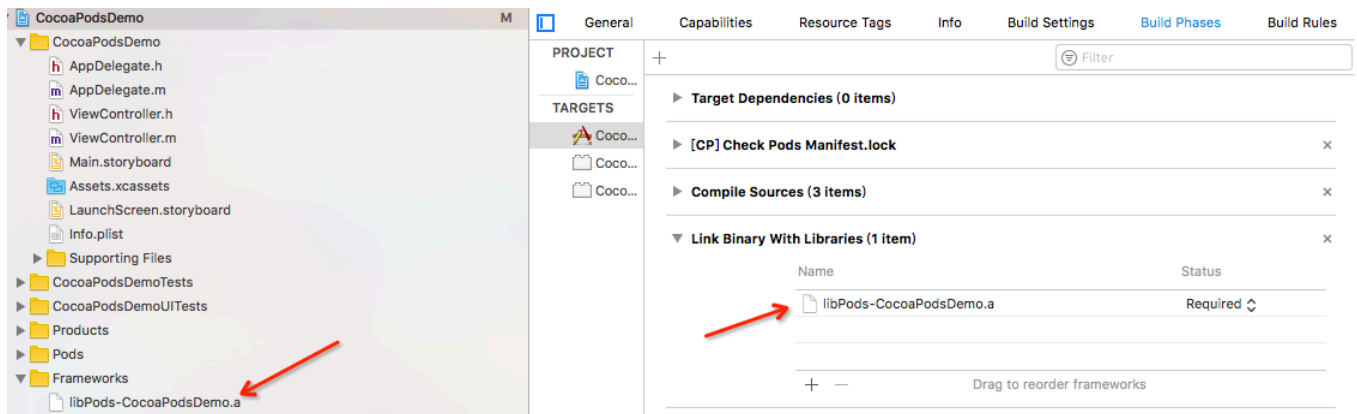 CocoaPodsDemo M
CocoaPodsDemo
AppDelegate.h
AppDelegate.m
ViewController.h
ViewController.m
Main.storyboard
Assets.xcassets
LaunchScreen.storyboard
Info.plist
Supporting Files
CocoaPodsDemoTests
CocoaPodsDemoUITests
Products
Pods
Frameworks
libPods-CocoaPodsDemo.a
General Capabilities Resource Tags Info Build Settings Build Phases Build Rules
PROJECT
Coco...
TARGETS
Coco...
Coco...
Coco...
Filter
Target Dependencies (0 items)
[CP] Check Pods Manifest.lock
Compile Sources (3 items)
Link Binary With Libraries (1 item)
Name Status
libPods-CocoaPodsDemo.a Required
Drag to reorder frameworks